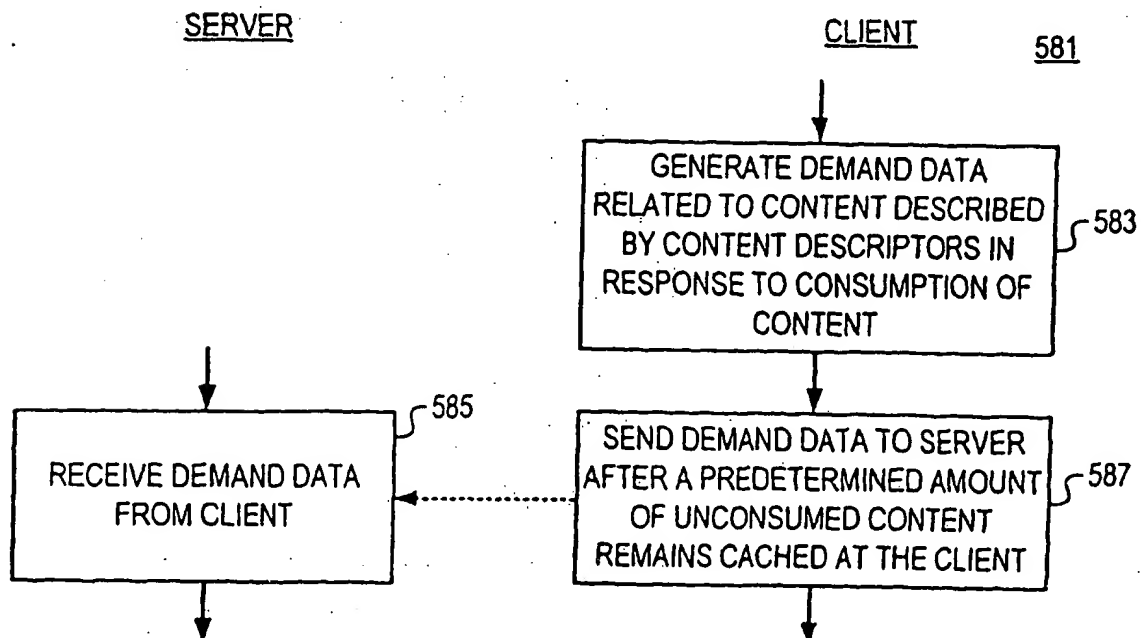 SERVER
CLIENT
581
GENERATE DEMAND DATA
RELATED TO CONTENT DESCRIBED
BY CONTENT DESCRIPTORS IN
RESPONSE TO CONSUMPTION OF
CONTENT
583
RECEIVE DEMAND DATA
FROM CLIENT
585
SEND DEMAND DATA TO SERVER
AFTER A PREDETERMINED AMOUNT
OF UNCONSUMED CONTENT
REMAINS CACHED AT THE CLIENT
587